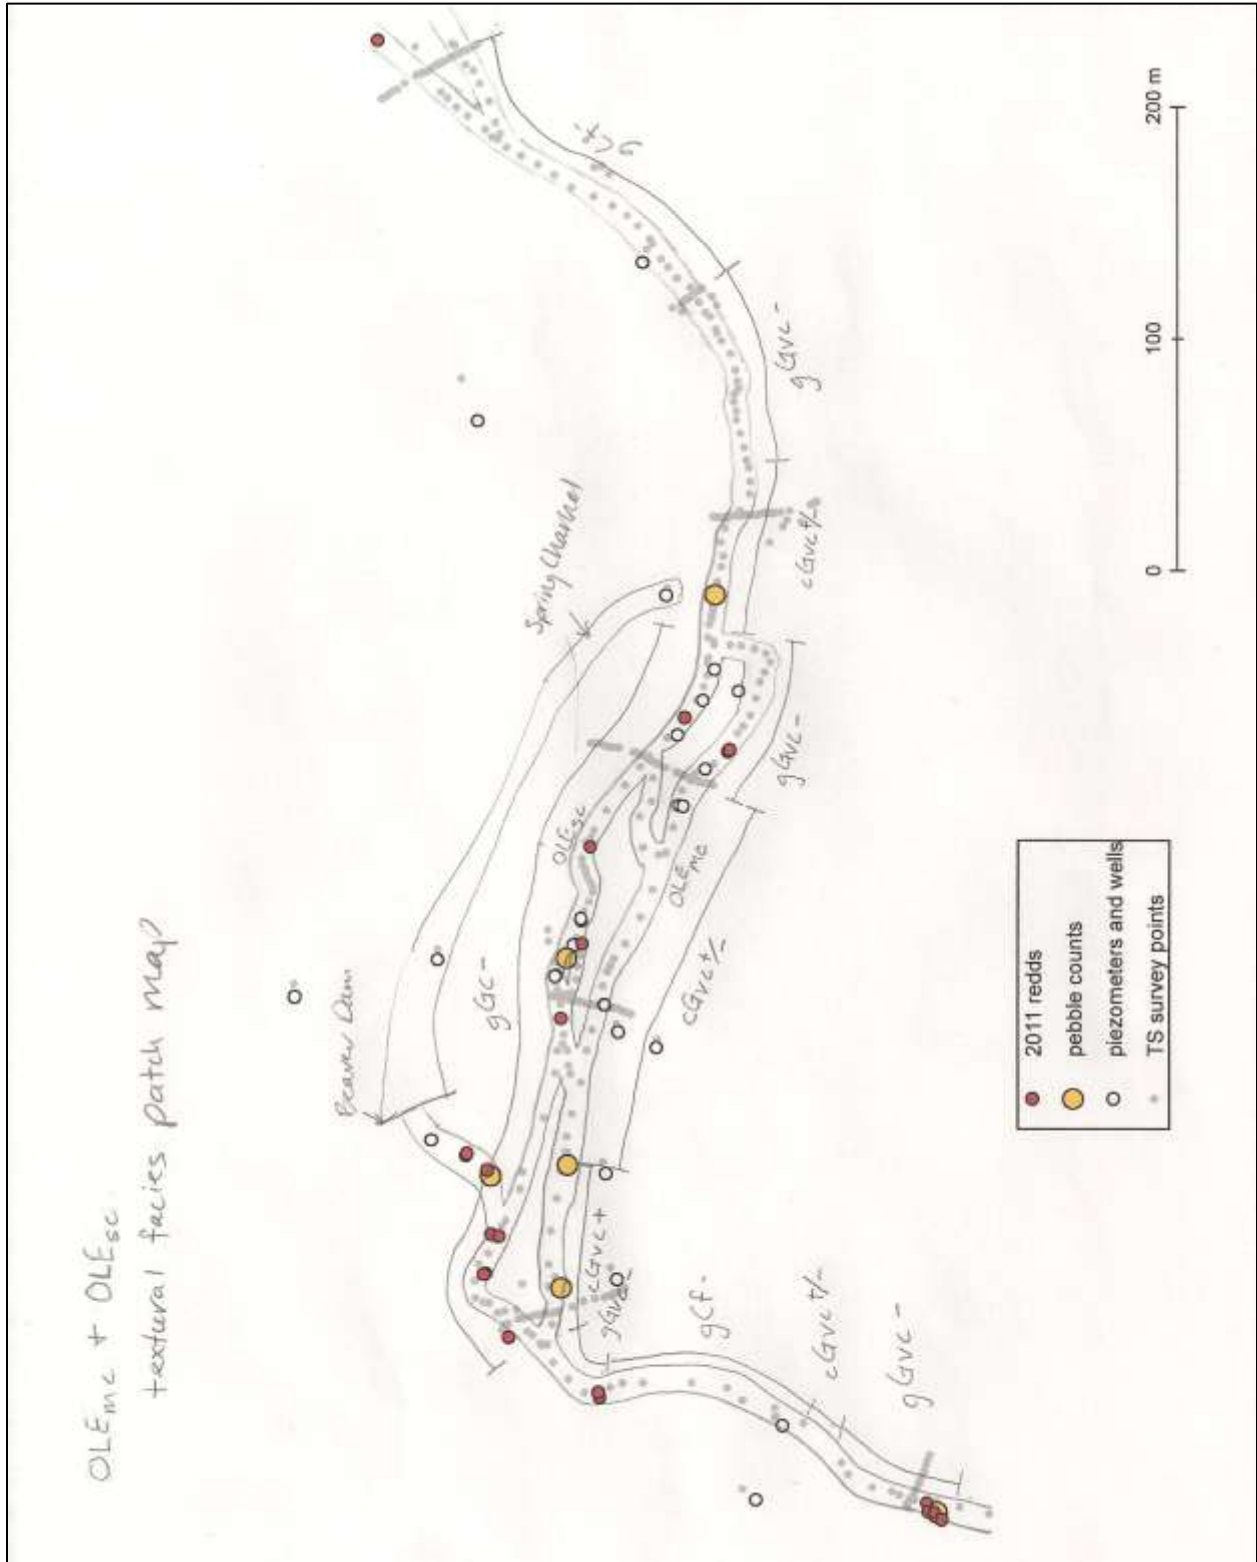 OLEmc + OLEsc
textural facies patch map
Beaver Dam
Spring Channel
gGc-
OLEsc
OLEmc
gGvc-
cGvc+/-
gGvc-
cGvc+/-
cGvc+
gGvc-
gCf-
cGvc+/-
gGvc-
0
100
200 m
2011 redds
pebble counts
piezometers and wells
TS survey points